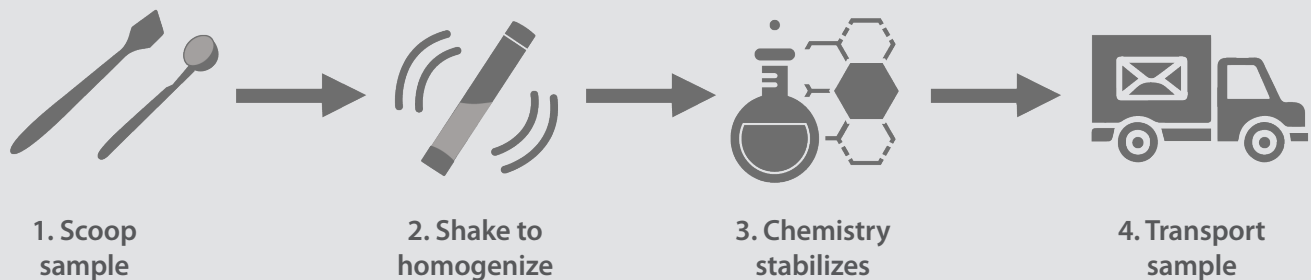 1. Scoop
sample
2. Shake to
homogenize
3. Chemistry
stabilizes
4. Transport
sample